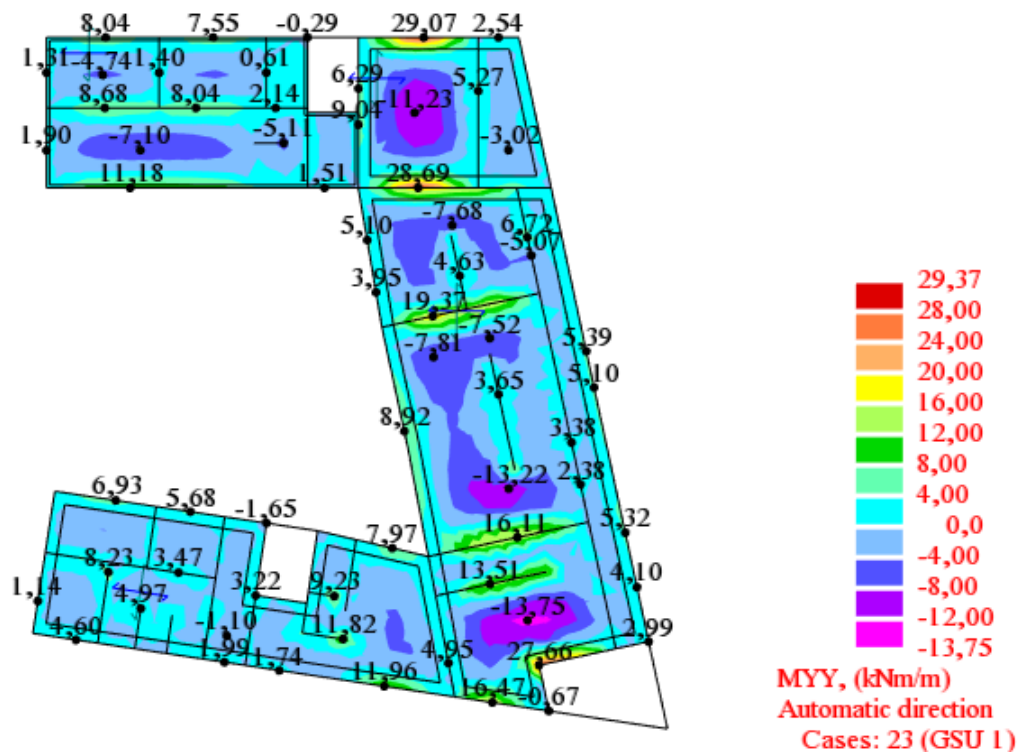 8,04 7,55 -0,29 29,07 2,54
1,31 -4,74 1,40 0,61 6,29 5,27
8,68 8,04 2,14 9,04 -11,23
1,90 -7,10 -5,11 -3,02
11,18 1,51 28,69
5,10 -7,68 6,72
-5,07
3,95 4,63
19,37
-7,52
-7,81 5,39
3,65 5,10
8,92 3,38
-13,22 2,38
6,93 5,68 -1,65 16,11 5,32
7,97
8,23 3,47 13,51 4,10
1,14 4,97 3,22 9,23 -13,75
4,60 -1,10 11,82 2,99
1,99 1,74 4,95 27,66
11,96 16,47 -0,67
29,37
28,00
24,00
20,00
16,00
12,00
8,00
4,00
0,0
-4,00
-8,00
-12,00
-13,75
MYY, (kNm/m)
Automatic direction
Cases: 23 (GSU 1)